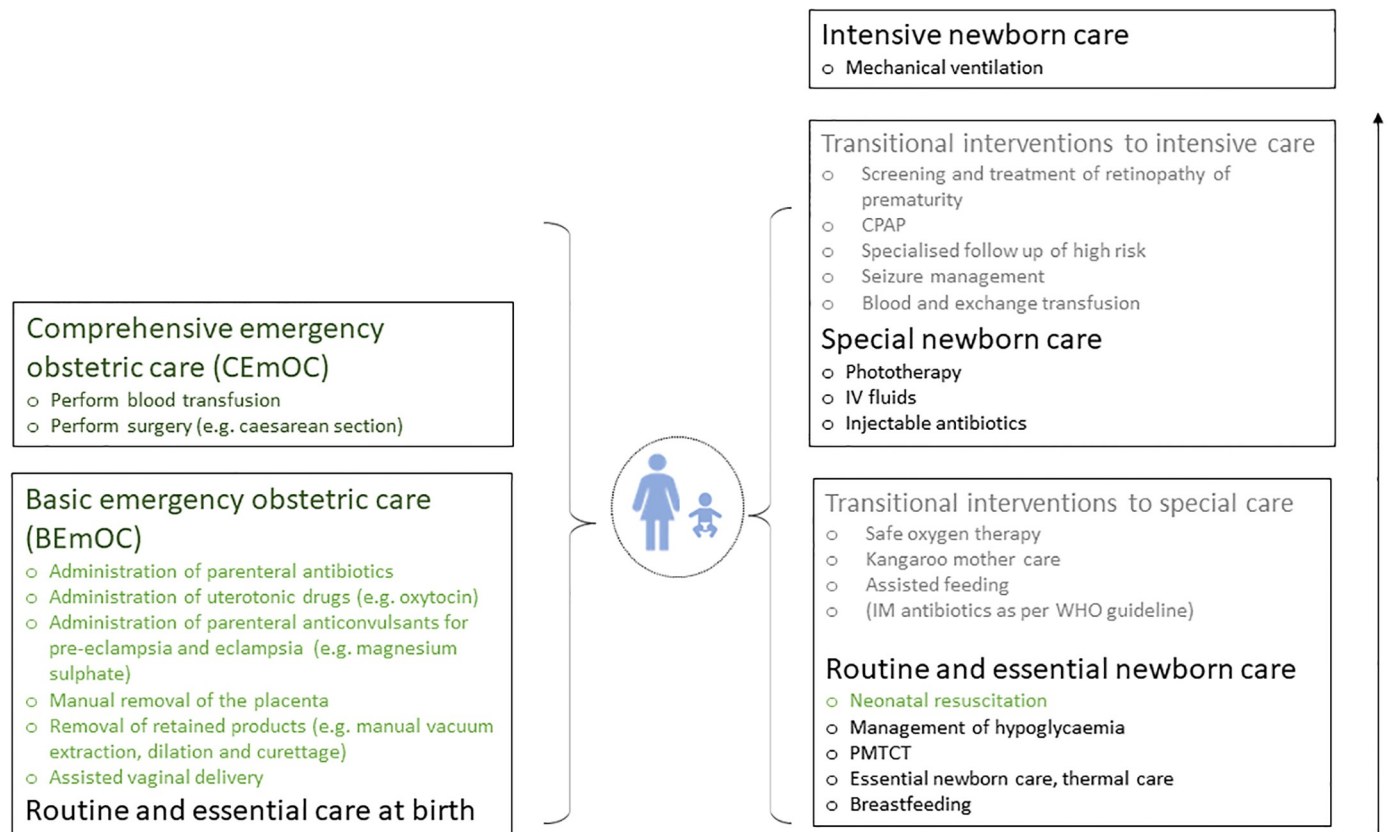 Intensive newborn care
o Mechanical ventilation
Transitional interventions to intensive care
o Screening and treatment of retinopathy of
prematurity
o CPAP
o Specialised follow up of high risk
o Seizure management
o Blood and exchange transfusion
Special newborn care
o Phototherapy
o IV fluids
o Injectable antibiotics
Comprehensive emergency
obstetric care (CEmOC)
o Perform blood transfusion
o Perform surgery (e.g. caesarean section)
Basic emergency obstetric care
(BEmOC)
o Administration of parenteral antibiotics
o Administration of uterotonic drugs (e.g. oxytocin)
o Administration of parenteral anticonvulsants for
pre-eclampsia and eclampsia (e.g. magnesium
sulphate)
o Manual removal of the placenta
o Removal of retained products (e.g. manual vacuum
extraction, dilation and curettage)
o Assisted vaginal delivery
Routine and essential care at birth
Transitional interventions to special care
o Safe oxygen therapy
o Kangaroo mother care
o Assisted feeding
o (IM antibiotics as per WHO guideline)
Routine and essential newborn care
o Neonatal resuscitation
o Management of hypoglycaemia
o PMTCT
o Essential newborn care, thermal care
o Breastfeeding